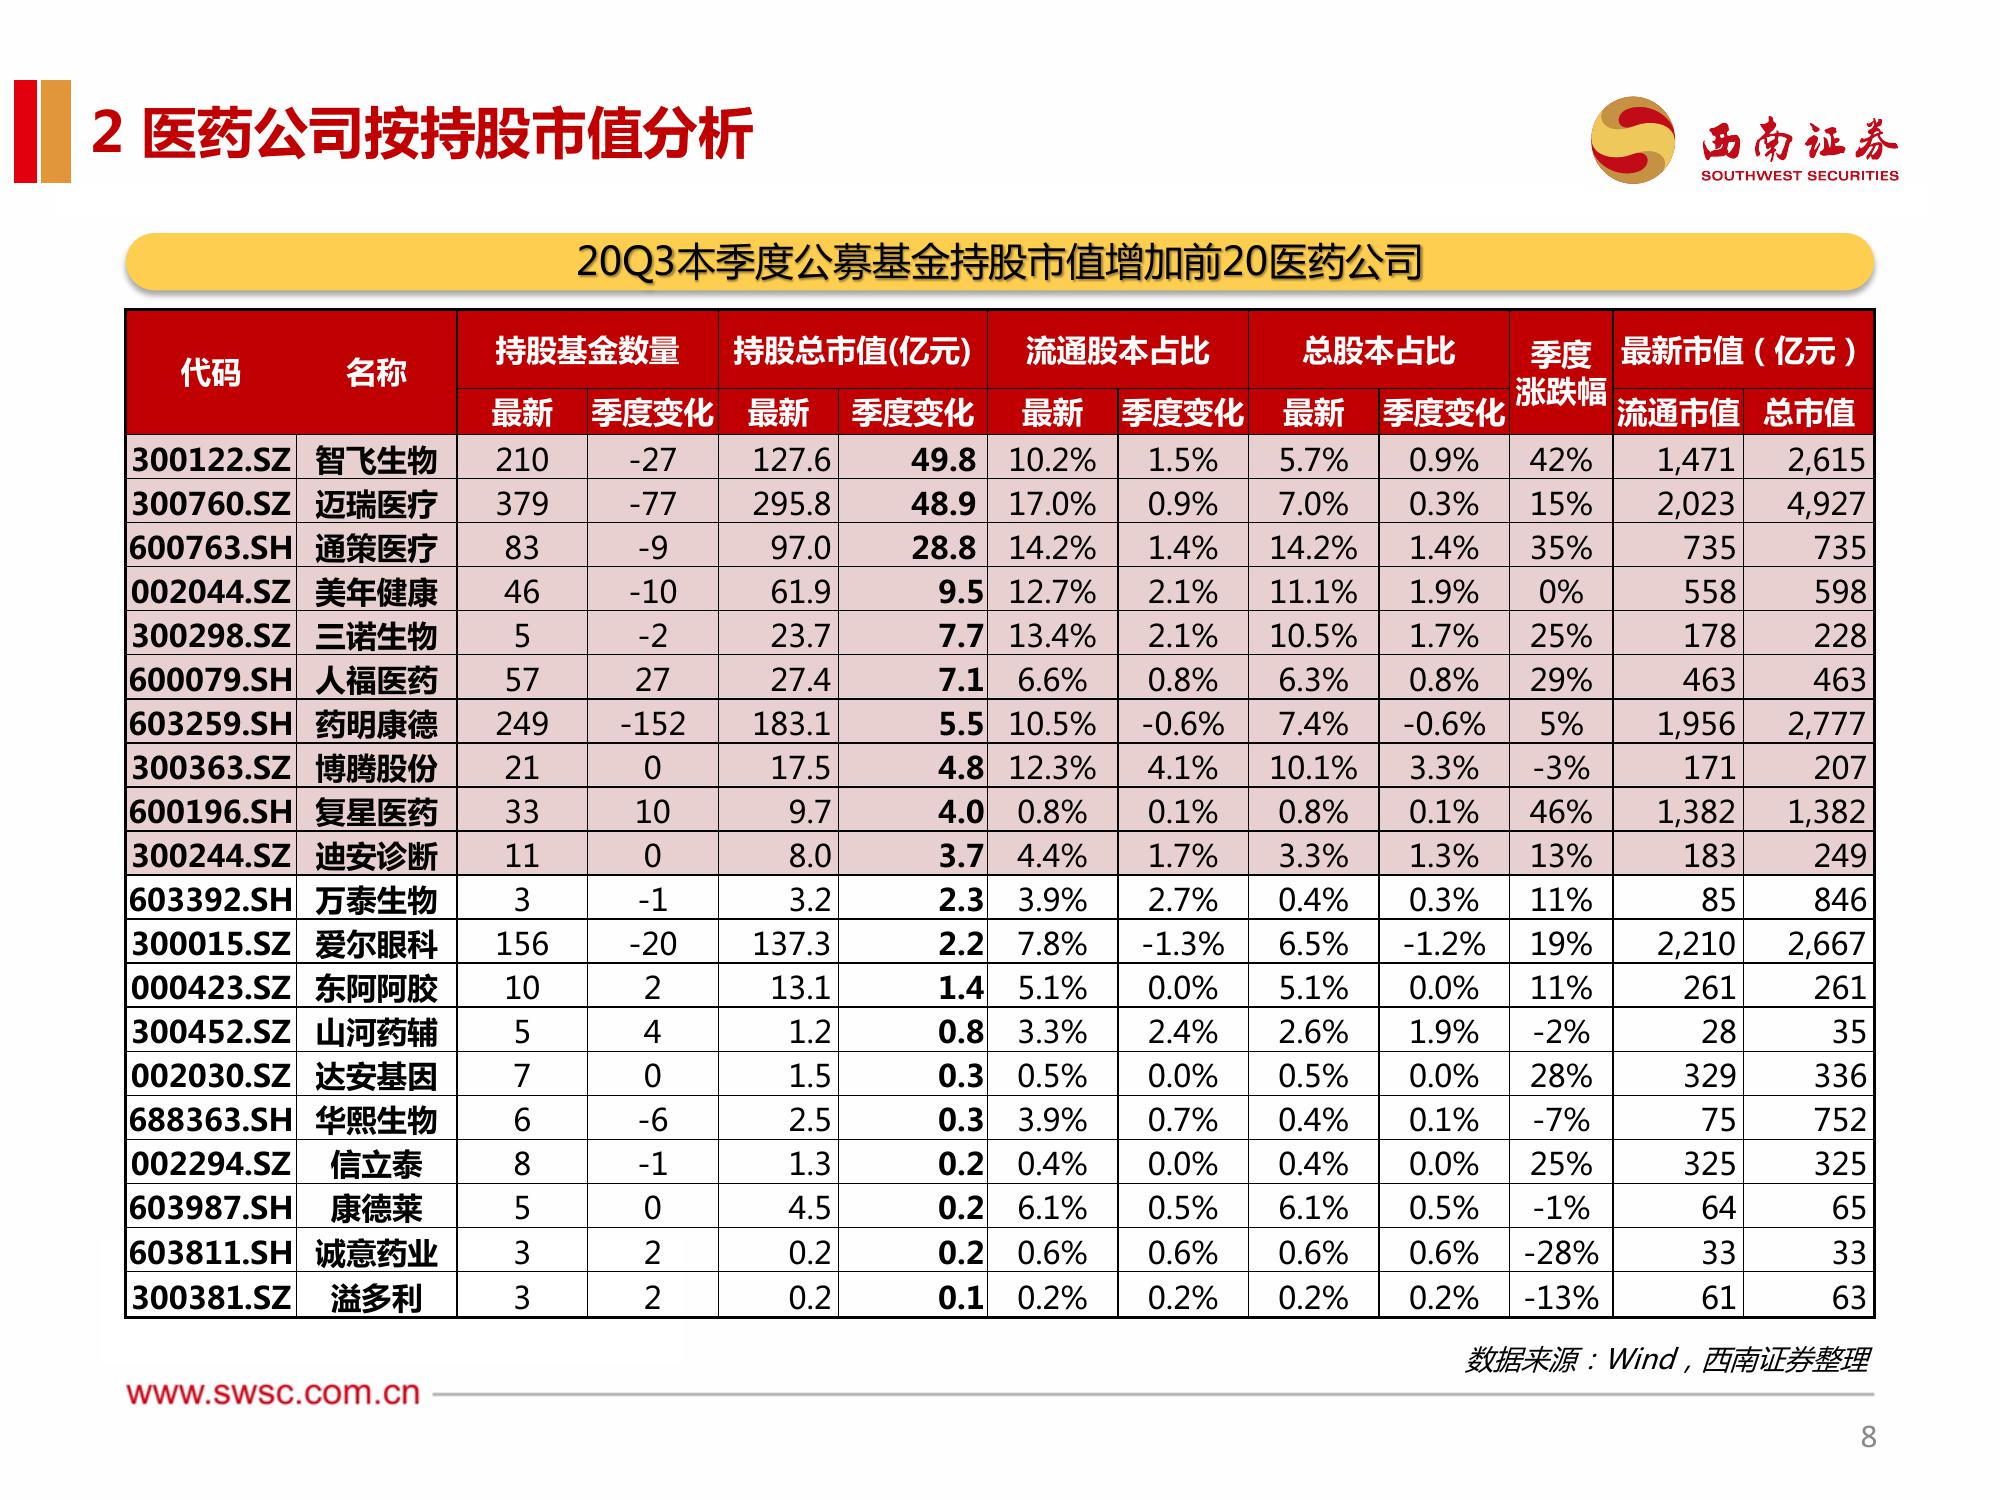 2 医药公司按持股市值分析
西南证券
SOUTHWEST SECURITIES
20Q3本季度公募基金持股市值增加前20医药公司
代码 名称 持股基金数量 持股总市值(亿元) 流通股本占比 总股本占比 季度涨跌幅 最新市值（亿元）
最新 季度变化 最新 季度变化 最新 季度变化 最新 季度变化 流通市值 总市值
300122.SZ 智飞生物 210 -27 127.6 49.8 10.2% 1.5% 5.7% 0.9% 42% 1,471 2,615
300760.SZ 迈瑞医疗 379 -77 295.8 48.9 17.0% 0.9% 7.0% 0.3% 15% 2,023 4,927
600763.SH 通策医疗 83 -9 97.0 28.8 14.2% 1.4% 14.2% 1.4% 35% 735 735
002044.SZ 美年健康 46 -10 61.9 9.5 12.7% 2.1% 11.1% 1.9% 0% 558 598
300298.SZ 三诺生物 5 -2 23.7 7.7 13.4% 2.1% 10.5% 1.7% 25% 178 228
600079.SH 人福医药 57 27 27.4 7.1 6.6% 0.8% 6.3% 0.8% 29% 463 463
603259.SH 药明康德 249 -152 183.1 5.5 10.5% -0.6% 7.4% -0.6% 5% 1,956 2,777
300363.SZ 博腾股份 21 0 17.5 4.8 12.3% 4.1% 10.1% 3.3% -3% 171 207
600196.SH 复星医药 33 10 9.7 4.0 0.8% 0.1% 0.8% 0.1% 46% 1,382 1,382
300244.SZ 迪安诊断 11 0 8.0 3.7 4.4% 1.7% 3.3% 1.3% 13% 183 249
603392.SH 万泰生物 3 -1 3.2 2.3 3.9% 2.7% 0.4% 0.3% 11% 85 846
300015.SZ 爱尔眼科 156 -20 137.3 2.2 7.8% -1.3% 6.5% -1.2% 19% 2,210 2,667
000423.SZ 东阿阿胶 10 2 13.1 1.4 5.1% 0.0% 5.1% 0.0% 11% 261 261
300452.SZ 山河药辅 5 4 1.2 0.8 3.3% 2.4% 2.6% 1.9% -2% 28 35
002030.SZ 达安基因 7 0 1.5 0.3 0.5% 0.0% 0.5% 0.0% 28% 329 336
688363.SH 华熙生物 6 -6 2.5 0.3 3.9% 0.7% 0.4% 0.1% -7% 75 752
002294.SZ 信立泰 8 -1 1.3 0.2 0.4% 0.0% 0.4% 0.0% 25% 325 325
603987.SH 康德莱 5 0 4.5 0.2 6.1% 0.5% 6.1% 0.5% -1% 64 65
603811.SH 诚意药业 3 2 0.2 0.2 0.6% 0.6% 0.6% 0.6% -28% 33 33
300381.SZ 溢多利 3 2 0.2 0.1 0.2% 0.2% 0.2% 0.2% -13% 61 63
数据来源：Wind，西南证券整理
www.swsc.com.cn
8